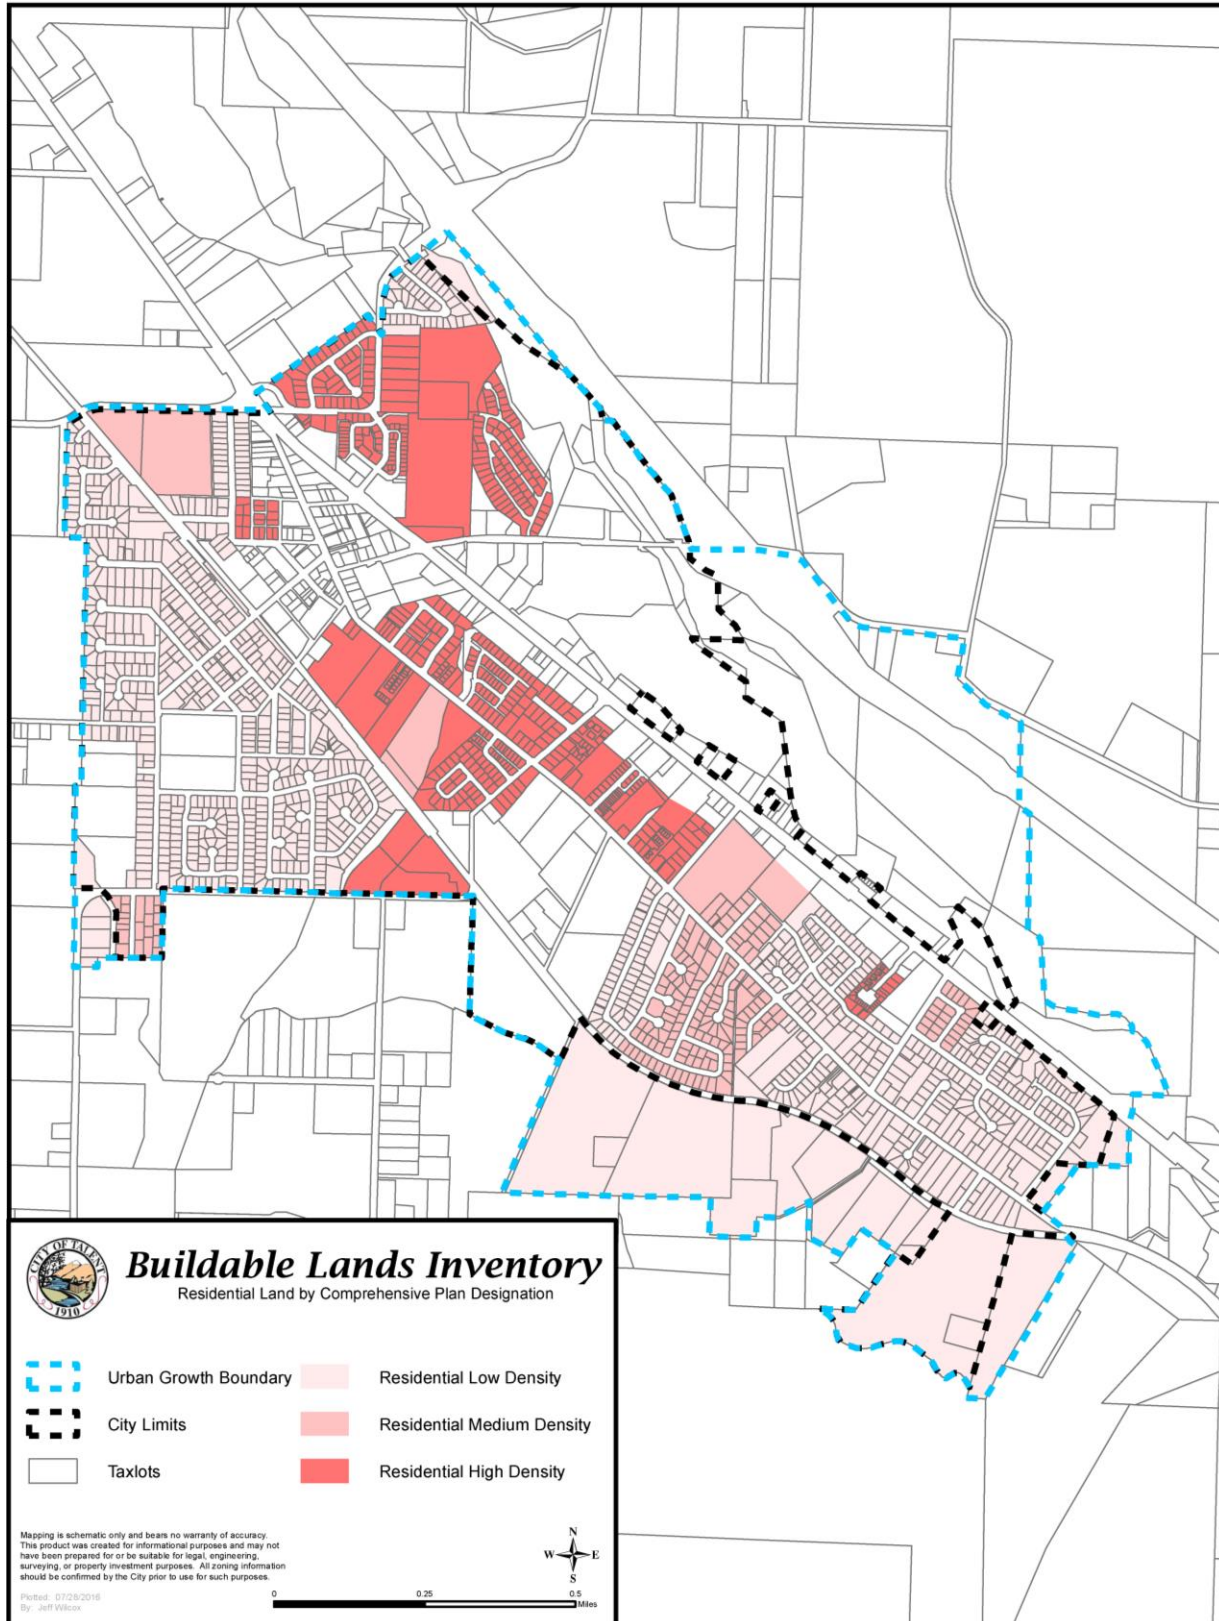 CITY OF TALENT
1910
Buildable Lands Inventory
Residential Land by Comprehensive Plan Designation
Urban Growth Boundary
Residential Low Density
City Limits
Residential Medium Density
Taxlots
Residential High Density
Mapping is schematic only and bears no warranty of accuracy.
This product was created for informational purposes and may not
have been prepared for or be suitable for legal, engineering,
surveying, or property investment purposes. All zoning information
should be confirmed by the City prior to use for such purposes.
Plotted: 07/28/2016
By: Jeff Wilcox
N
W E
S
0 0.25 0.5
Miles